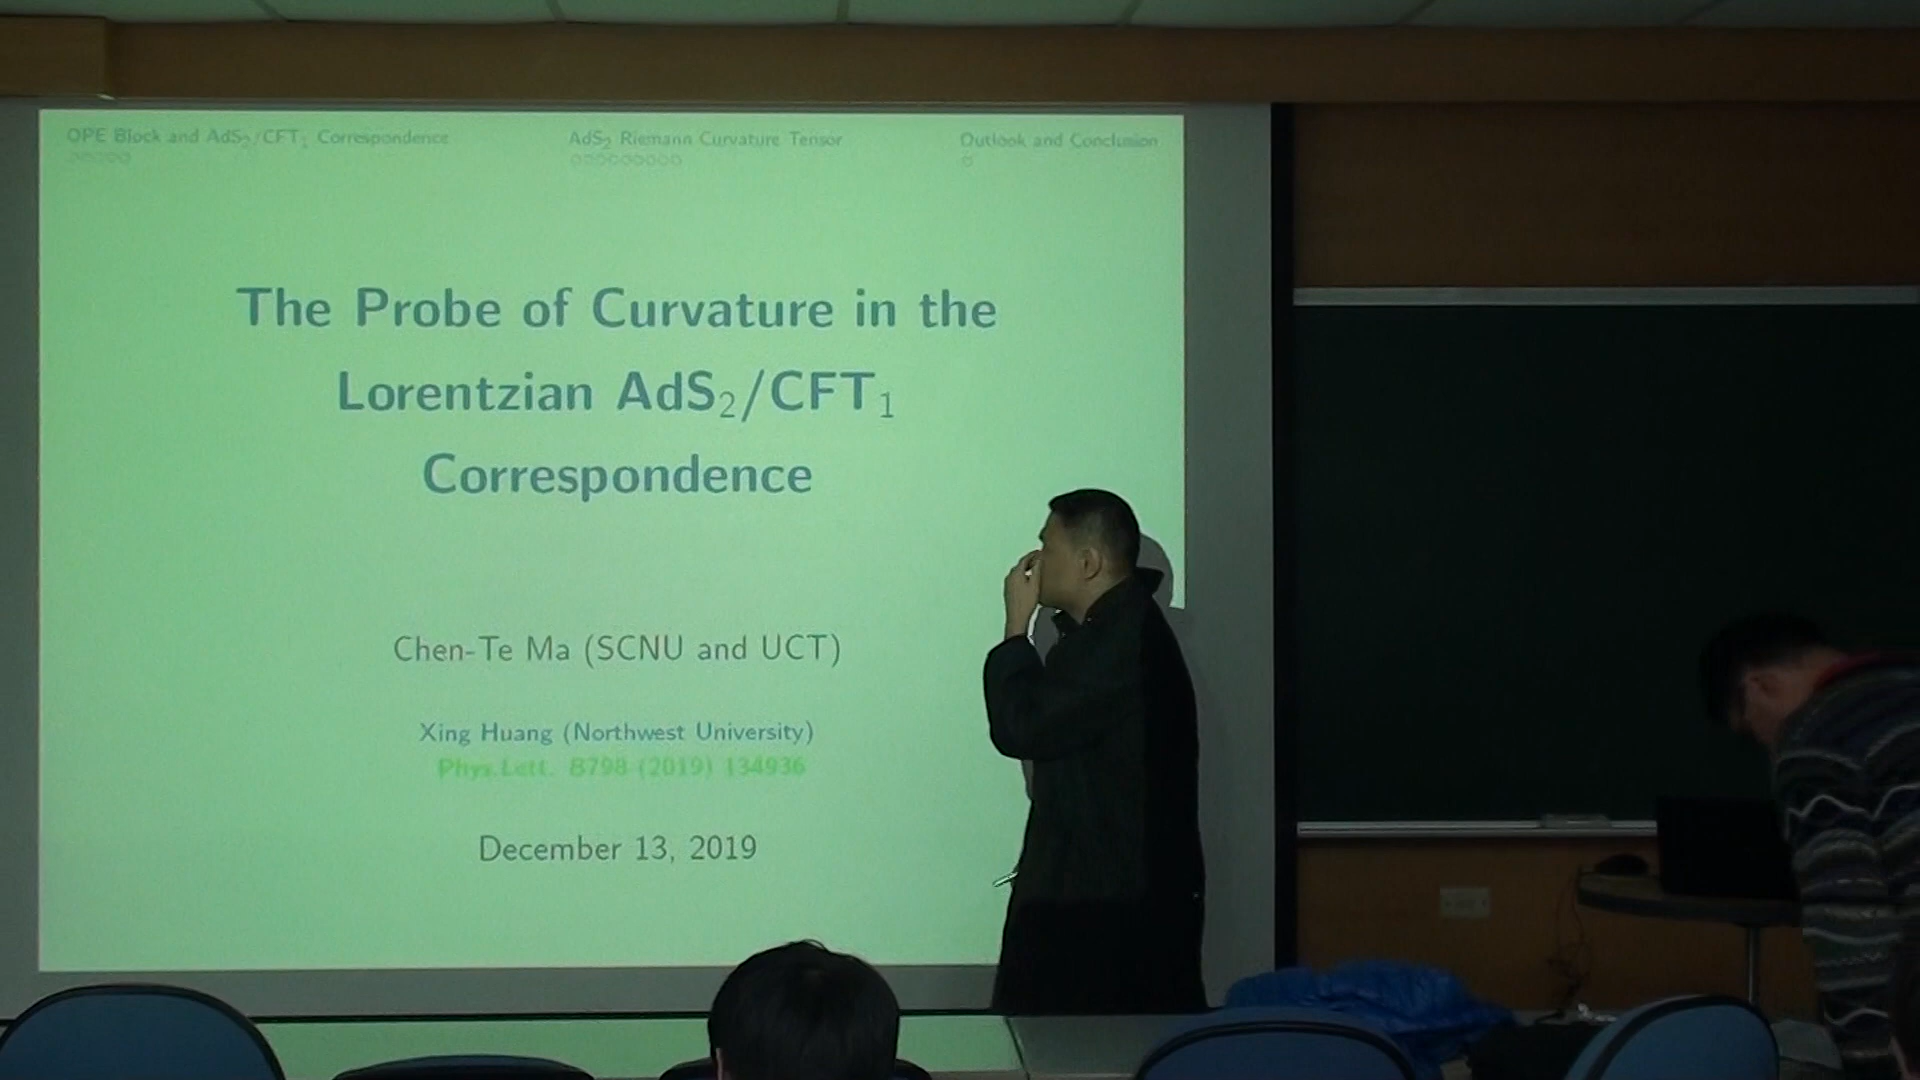 OPE Block and AdS₂/CFT₁ Correspondence
AdS₂ Riemann Curvature Tensor
Outlook and Conclusion
The Probe of Curvature in the
Lorentzian AdS₂/CFT₁
Correspondence
Chen-Te Ma (SCNU and UCT)
Xing Huang (Northwest University)
Phys.Lett. B798 (2019) 134936
December 13, 2019